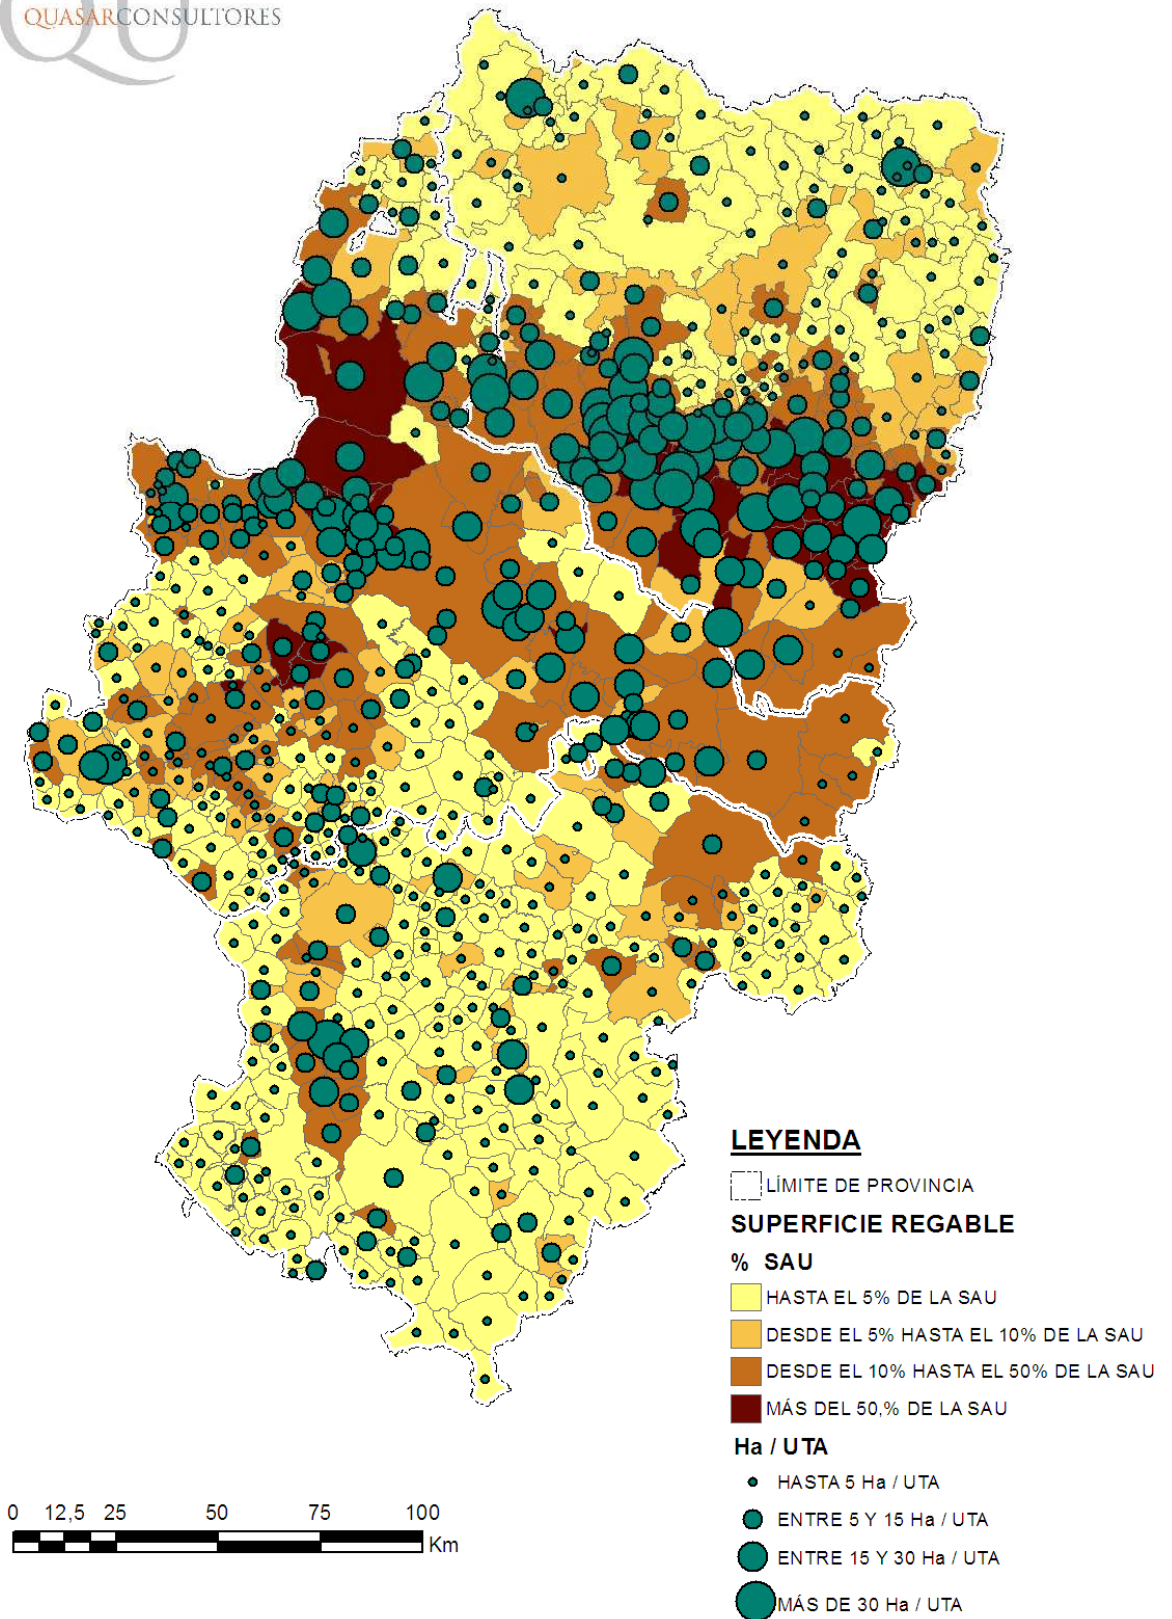 QUASARCONSULTORES
LEYENDA
LÍMITE DE PROVINCIA
SUPERFICIE REGABLE
% SAU
HASTA EL 5% DE LA SAU
DESDE EL 5% HASTA EL 10% DE LA SAU
DESDE EL 10% HASTA EL 50% DE LA SAU
MÁS DEL 50,% DE LA SAU
Ha / UTA
HASTA 5 Ha / UTA
ENTRE 5 Y 15 Ha / UTA
ENTRE 15 Y 30 Ha / UTA
MÁS DE 30 Ha / UTA
0 12,5 25 50 75 100
Km